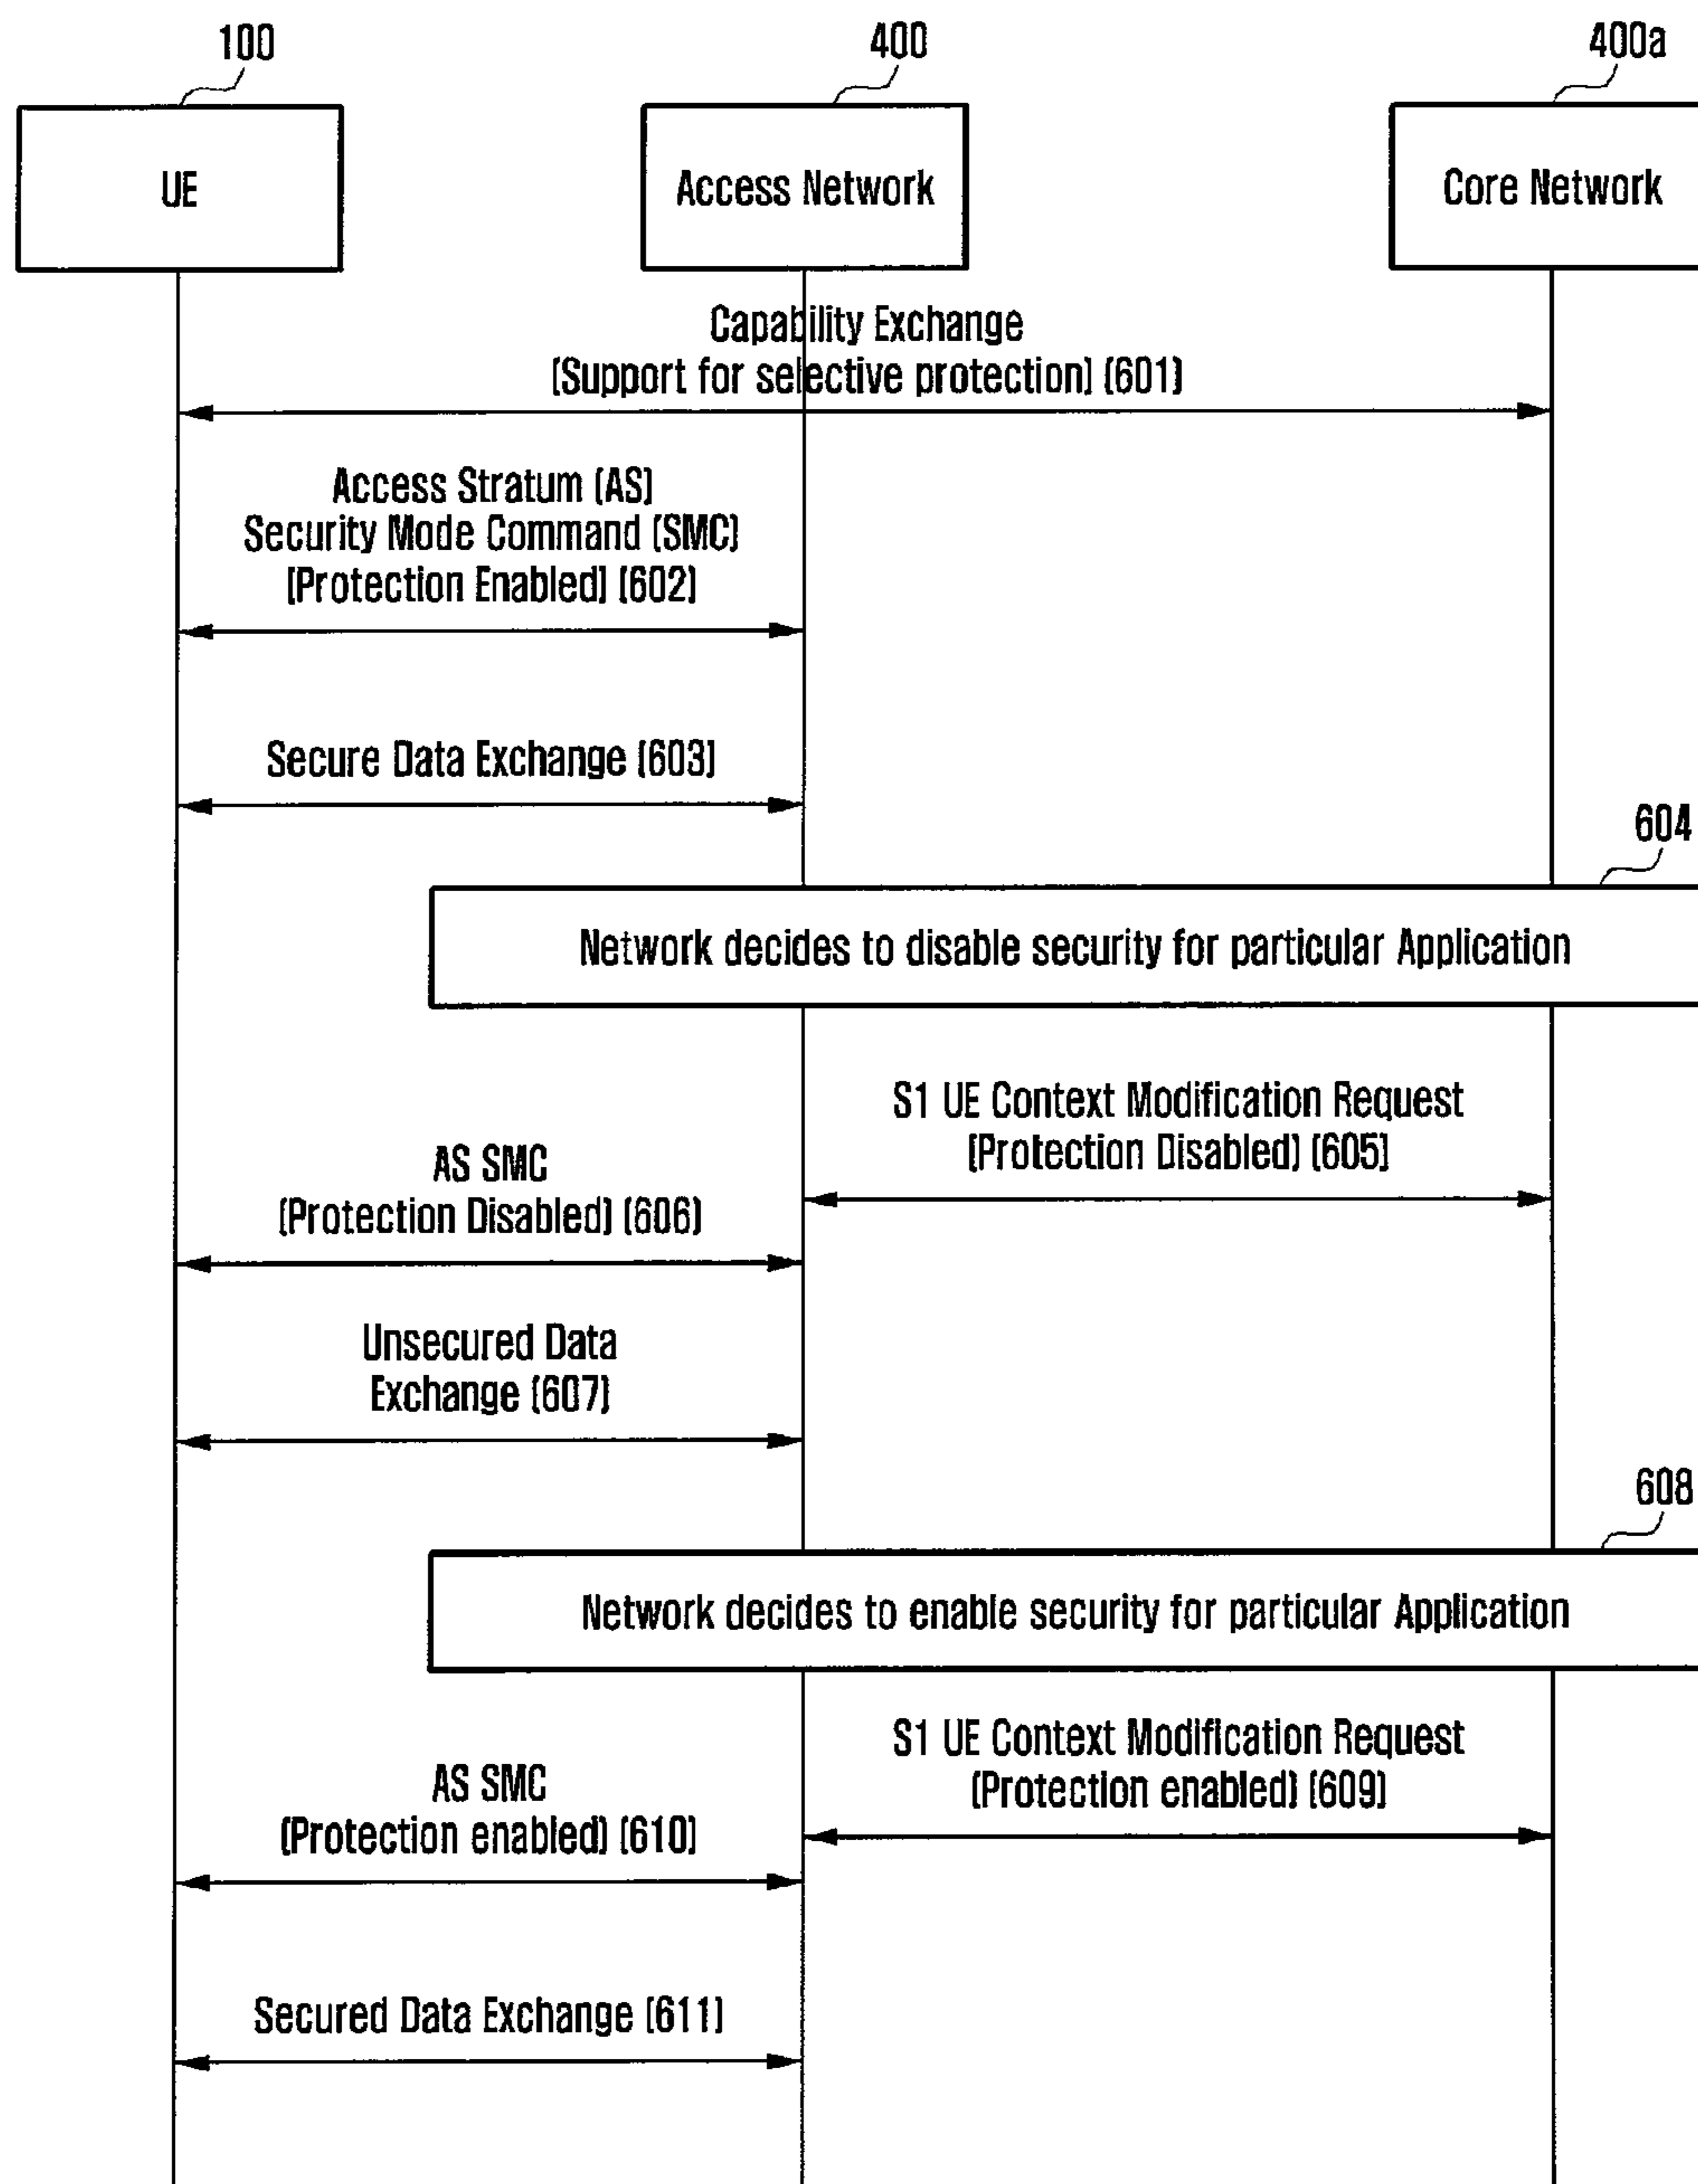 100
400
400a
UE
Access Network
Core Network
Capability Exchange
[Support for selective protection] (601)
Access Stratum (AS)
Security Mode Command (SMC)
[Protection Enabled] (602)
Secure Data Exchange (603)
604
Network decides to disable security for particular Application
S1 UE Context Modification Request
[Protection Disabled] (605)
AS SMC
[Protection Disabled] (606)
Unsecured Data
Exchange (607)
608
Network decides to enable security for particular Application
S1 UE Context Modification Request
[Protection enabled] (609)
AS SMC
[Protection enabled] (610)
Secured Data Exchange (611)